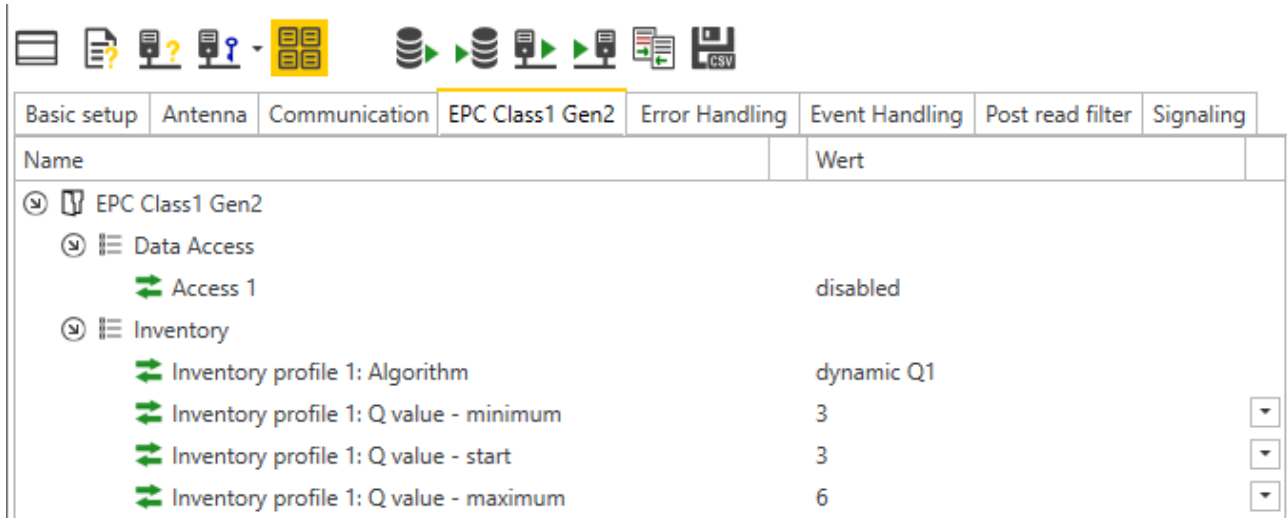 CSV
Basic setup Antenna Communication EPC Class1 Gen2 Error Handling Event Handling Post read filter Signaling
Name Wert
EPC Class1 Gen2
Data Access
Access 1 disabled
Inventory
Inventory profile 1: Algorithm dynamic Q1
Inventory profile 1: Q value - minimum 3
Inventory profile 1: Q value - start 3
Inventory profile 1: Q value - maximum 6